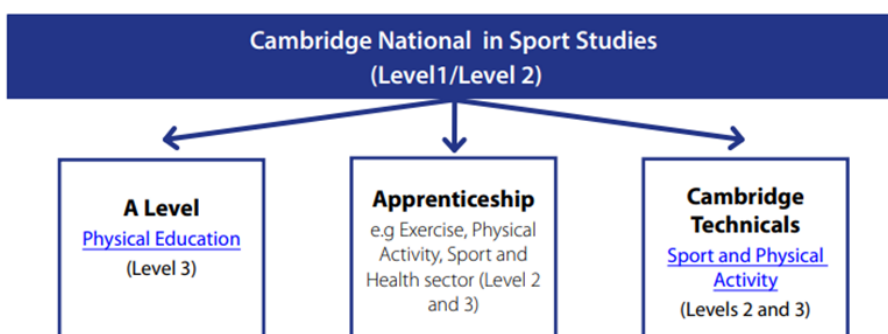 Cambridge National in Sport Studies
(Level1/Level 2)
A Level
Physical Education
(Level 3)
Apprenticeship
e.g Exercise, Physical
Activity, Sport and
Health sector (Level 2
and 3)
Cambridge
Technicals
Sport and Physical
Activity
(Levels 2 and 3)